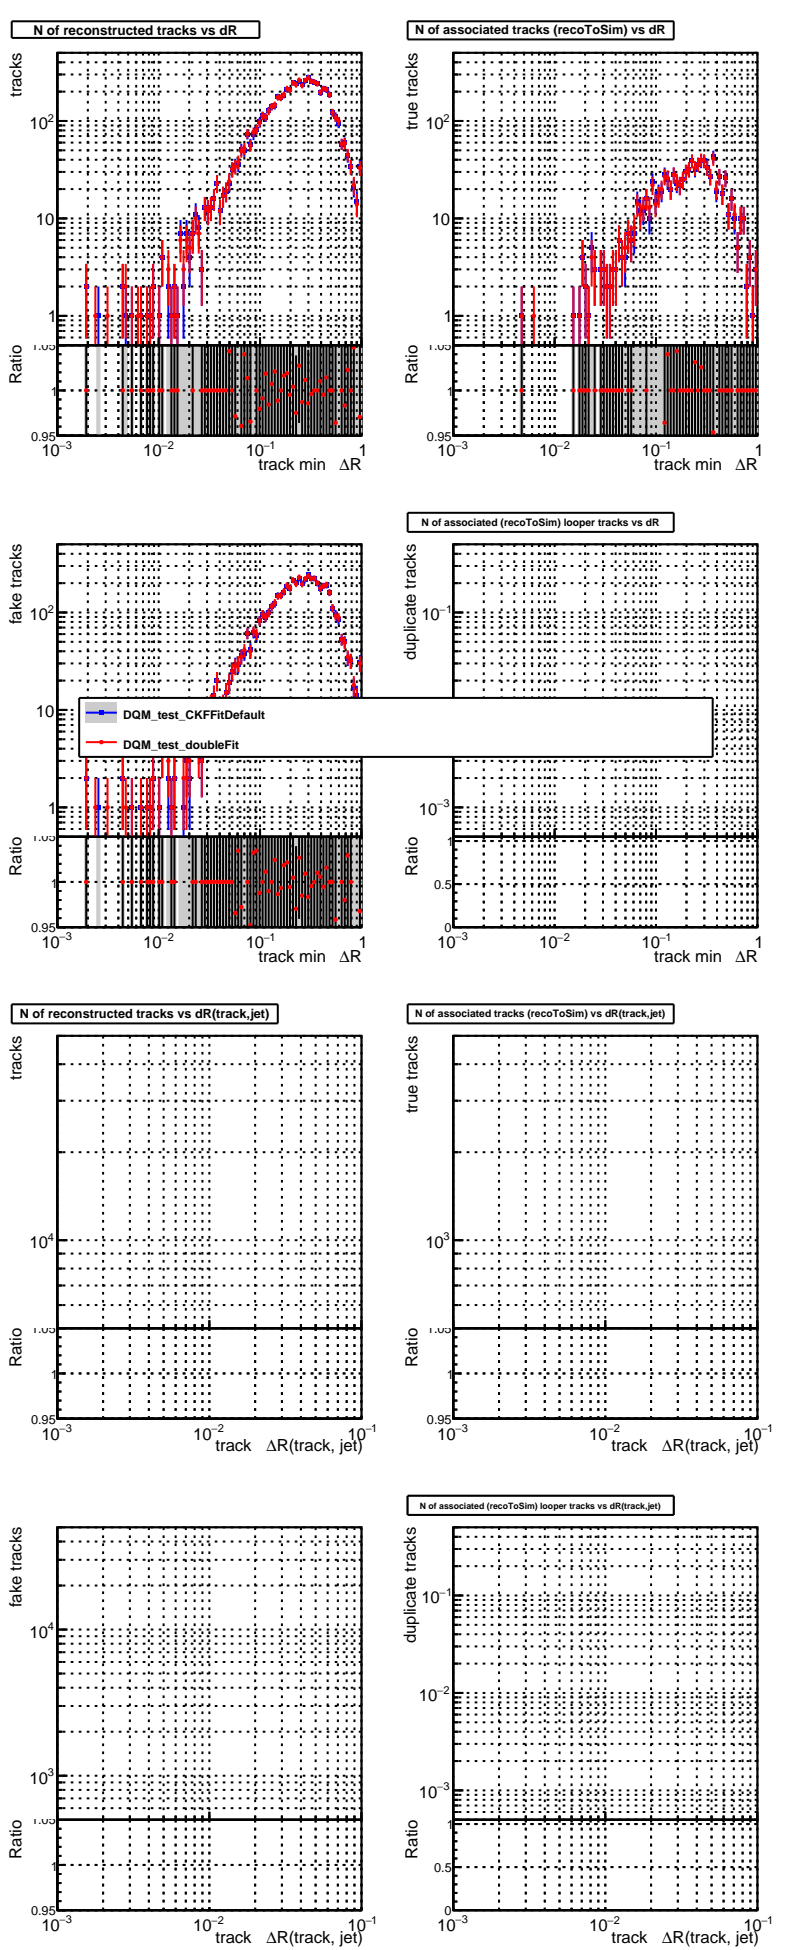 N of reconstructed tracks vs dR
tracks
10²
10
1
Ratio
1.05
1
0.95
10⁻³
10⁻²
10⁻¹
1
track min ΔR
N of associated tracks (recoToSim) vs dR
true tracks
10²
10
1
Ratio
1.05
1
0.95
10⁻³
10⁻²
10⁻¹
1
track min ΔR
fake tracks
10²
10
1
Ratio
1.05
1
0.95
10⁻³
10⁻²
10⁻¹
1
track min ΔR
N of associated (recoToSim) looper tracks vs dR
duplicate tracks
10⁻¹
10⁻³
Ratio
1
0.5
0
10⁻³
10⁻²
10⁻¹
1
track min ΔR
DQM_test_CKFFitDefault
DQM_test_doubleFit
N of reconstructed tracks vs dR(track,jet)
tracks
10⁴
Ratio
1.05
1
0.95
10⁻³
10⁻²
10⁻¹
track ΔR(track, jet)
N of associated tracks (recoToSim) vs dR(track,jet)
true tracks
10³
Ratio
1.05
1
0.95
10⁻³
10⁻²
10⁻¹
track ΔR(track, jet)
fake tracks
10⁴
10³
Ratio
1.05
1
0.95
10⁻³
10⁻²
10⁻¹
track ΔR(track, jet)
N of associated (recoToSim) looper tracks vs dR(track,jet)
duplicate tracks
10⁻¹
10⁻²
10⁻³
Ratio
1
0.5
0
10⁻³
10⁻²
10⁻¹
track ΔR(track, jet)